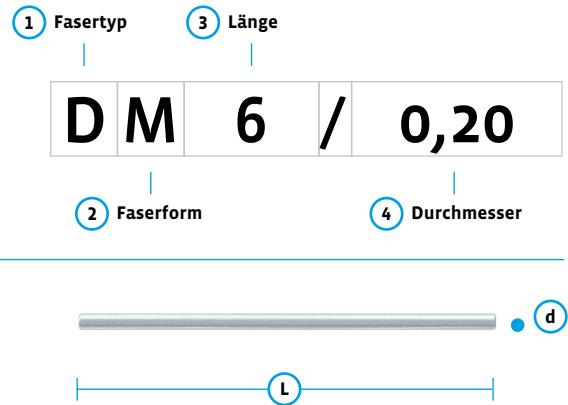 1 Fasertyp
3 Länge
D M 6 / 0,20
2 Faserform
4 Durchmesser
d
L